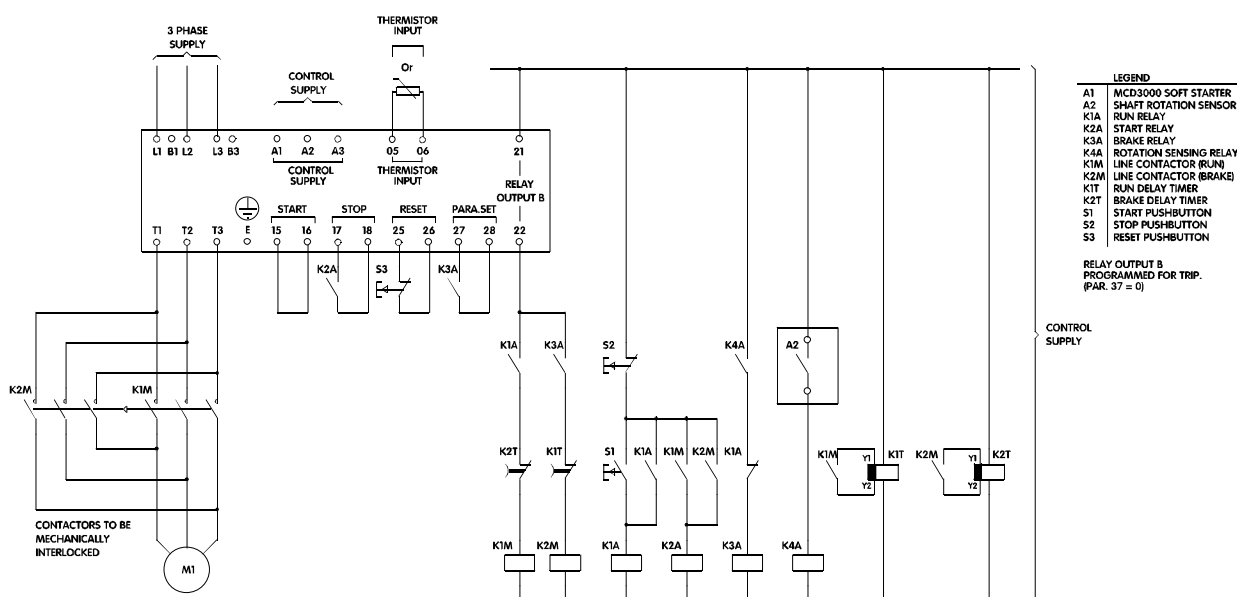 3 PHASE
SUPPLY
CONTROL
SUPPLY
THERMISTOR
INPUT
Or
L1 B1 L2 L3 B3 A1 A2 A3 05 06 21
CONTROL
SUPPLY
THERMISTOR
INPUT
RELAY
OUTPUT B
START STOP RESET PARA.SET
T1 T2 T3 E 15 16 17 18 25 26 27 28 22
K2A S3 K3A
K1A K3A S2 K4A A2
CONTROL
SUPPLY
K2M K1M
K2T K1T S1 K1A K1M K2M K1A K1M Y1 K1T K2M Y1 K2T
Y2 Y2
CONTACTORS TO BE
MECHANICALLY
INTERLOCKED
M1
K1M K2M K1A K2A K3A K4A
LEGEND
A1 MCD3000 SOFT STARTER
A2 SHAFT ROTATION SENSOR
K1A RUN RELAY
K2A START RELAY
K3A BRAKE RELAY
K4A ROTATION SENSING RELAY
K1M LINE CONTACTOR (RUN)
K2M LINE CONTACTOR (BRAKE)
K1T RUN DELAY TIMER
K2T BRAKE DELAY TIMER
S1 START PUSHBUTTON
S2 STOP PUSHBUTTON
S3 RESET PUSHBUTTON
RELAY OUTPUT B
PROGRAMMED FOR TRIP.
(PAR. 37 = 0)